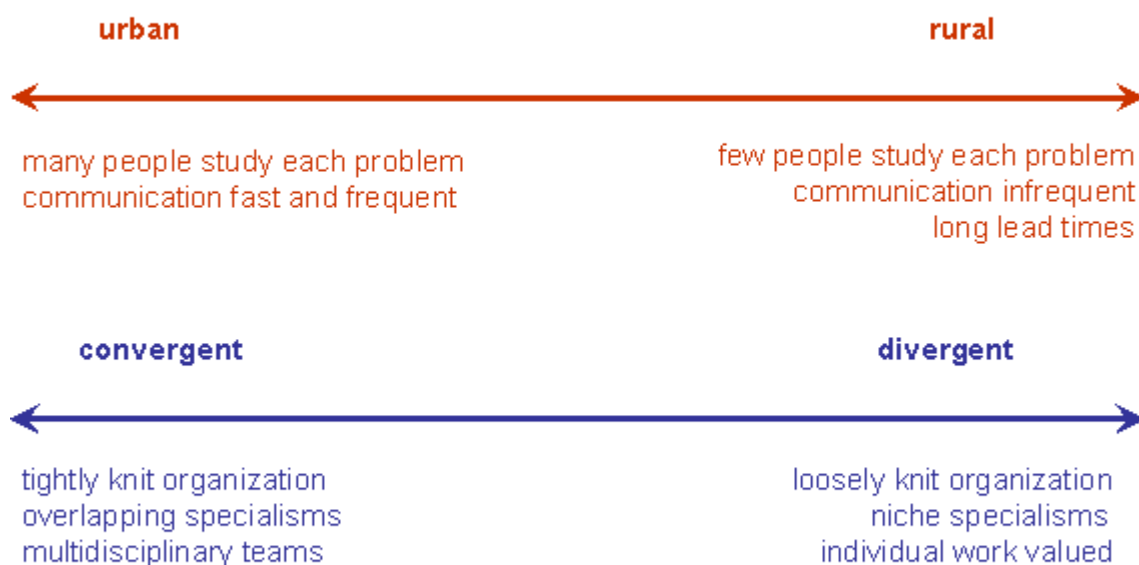 urban
rural
many people study each problem
communication fast and frequent
few people study each problem
communication infrequent
long lead times
convergent
divergent
tightly knit organization
overlapping specialisms
multidisciplinary teams
loosely knit organization
niche specialisms
individual work valued